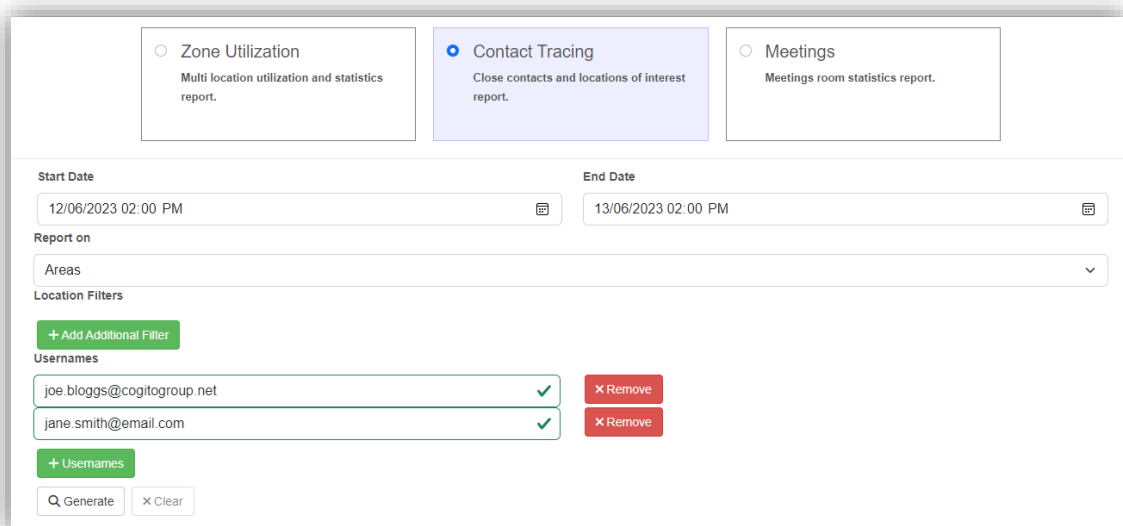 Zone Utilization
Multi location utilization and statistics
report.
Contact Tracing
Close contacts and locations of interest
report.
Meetings
Meetings room statistics report.
Start Date
End Date
12/06/2023 02:00 PM
13/06/2023 02:00 PM
Report on
Areas
Location Filters
+ Add Additional Filter
Usernames
joe.bloggs@cogitogroup.net
× Remove
jane.smith@email.com
× Remove
+ Usernames
Generate
× Clear